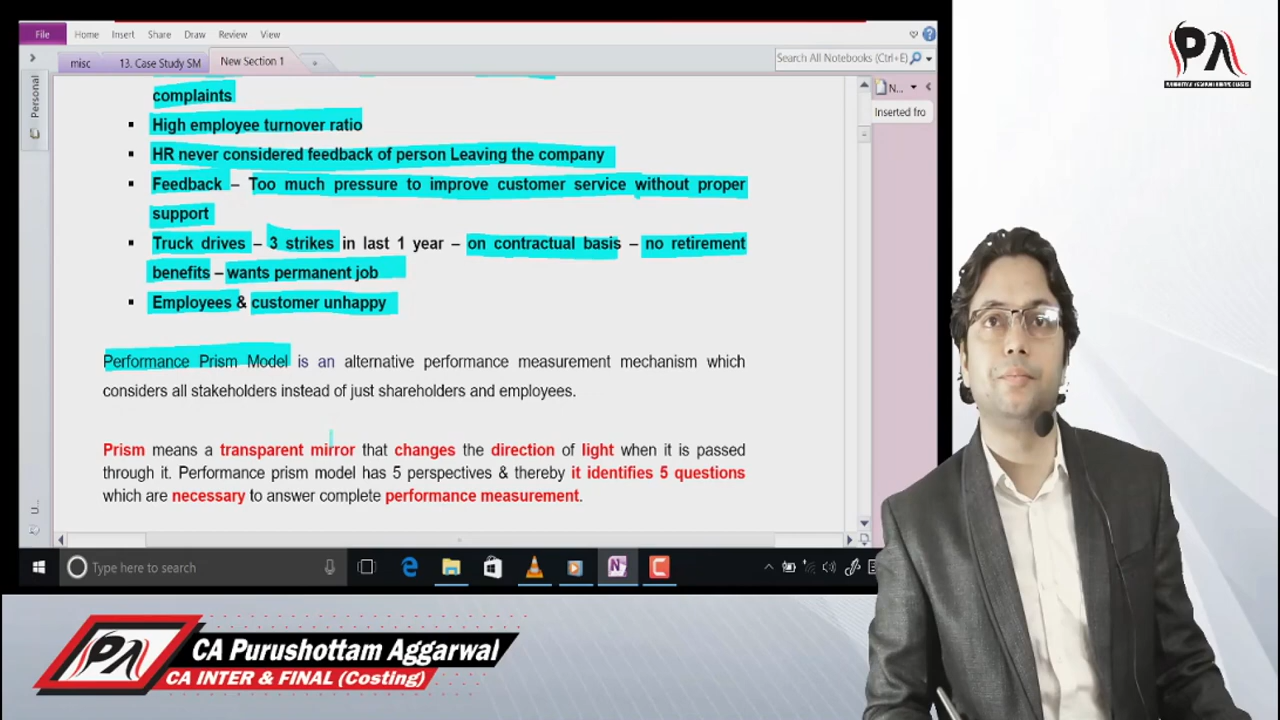 File Home Insert Share Draw Review View
misc 13. Case Study SM New Section 1
Search All Notebooks (Ctrl+E)
Personal
N...
Inserted fro
complaints
▪ High employee turnover ratio
▪ HR never considered feedback of person Leaving the company
▪ Feedback – Too much pressure to improve customer service without proper
support
▪ Truck drives – 3 strikes in last 1 year – on contractual basis – no retirement
benefits – wants permanent job
▪ Employees & customer unhappy
Performance Prism Model is an alternative performance measurement mechanism which
considers all stakeholders instead of just shareholders and employees.
Prism means a transparent mirror that changes the direction of light when it is passed
through it. Performance prism model has 5 perspectives & thereby it identifies 5 questions
which are necessary to answer complete performance measurement.
U...
Type here to search
PA
PA
CA Purushottam Aggarwal
CA INTER & FINAL (Costing)